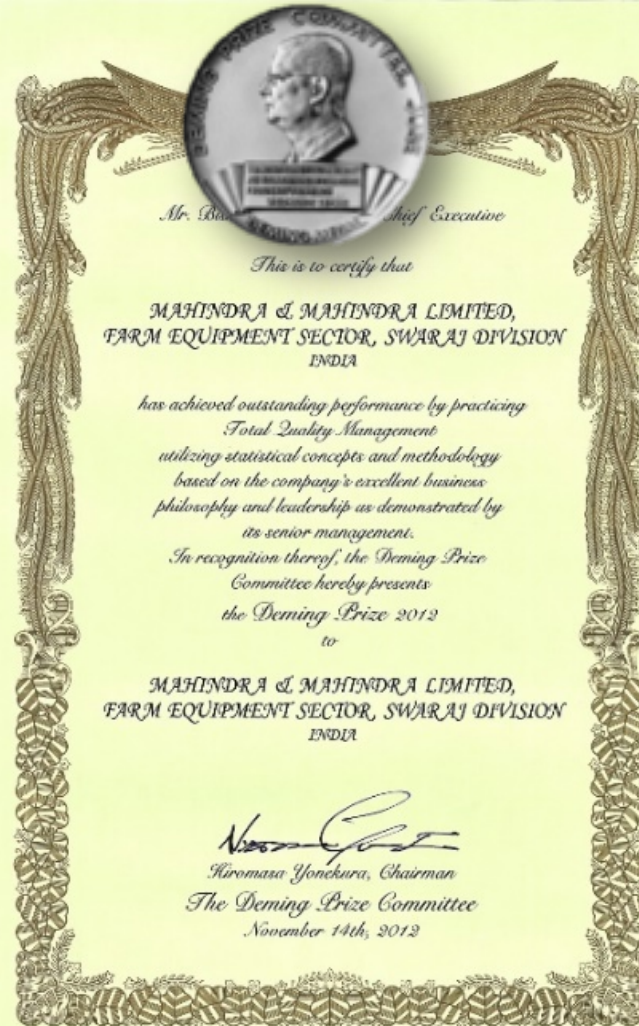 DEMING PRIZE COMMITTEE
DEMING MEDAL
Mr. Chief Executive
This is to certify that
MAHINDRA & MAHINDRA LIMITED,
FARM EQUIPMENT SECTOR, SWARAJ DIVISION
INDIA
has achieved outstanding performance by practicing
Total Quality Management
utilizing statistical concepts and methodology
based on the company's excellent business
philosophy and leadership as demonstrated by
its senior management.
In recognition thereof, the Deming Prize
Committee hereby presents
the Deming Prize 2012
to
MAHINDRA & MAHINDRA LIMITED,
FARM EQUIPMENT SECTOR, SWARAJ DIVISION
INDIA
Hiromasa Yonekura, Chairman
The Deming Prize Committee
November 14th, 2012